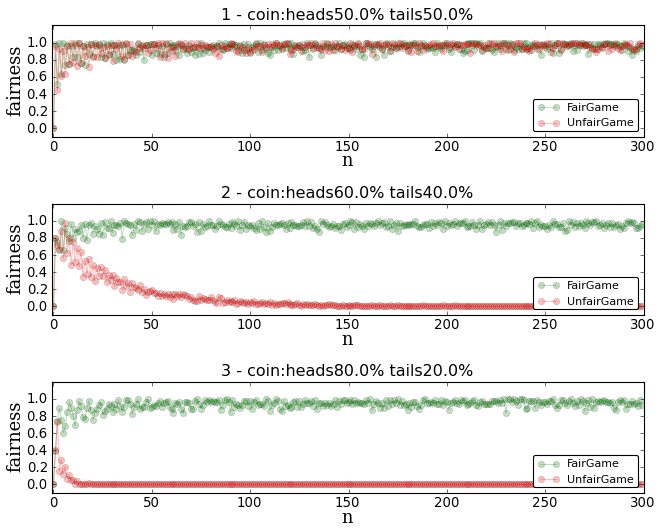 1 - coin:heads50.0% tails50.0%
fairness
1.0
0.8
0.6
0.4
0.2
0.0
FairGame
UnfairGame
0 50 100 150 200 250 300
n
2 - coin:heads60.0% tails40.0%
fairness
1.0
0.8
0.6
0.4
0.2
0.0
FairGame
UnfairGame
0 50 100 150 200 250 300
n
3 - coin:heads80.0% tails20.0%
fairness
1.0
0.8
0.6
0.4
0.2
0.0
FairGame
UnfairGame
0 50 100 150 200 250 300
n